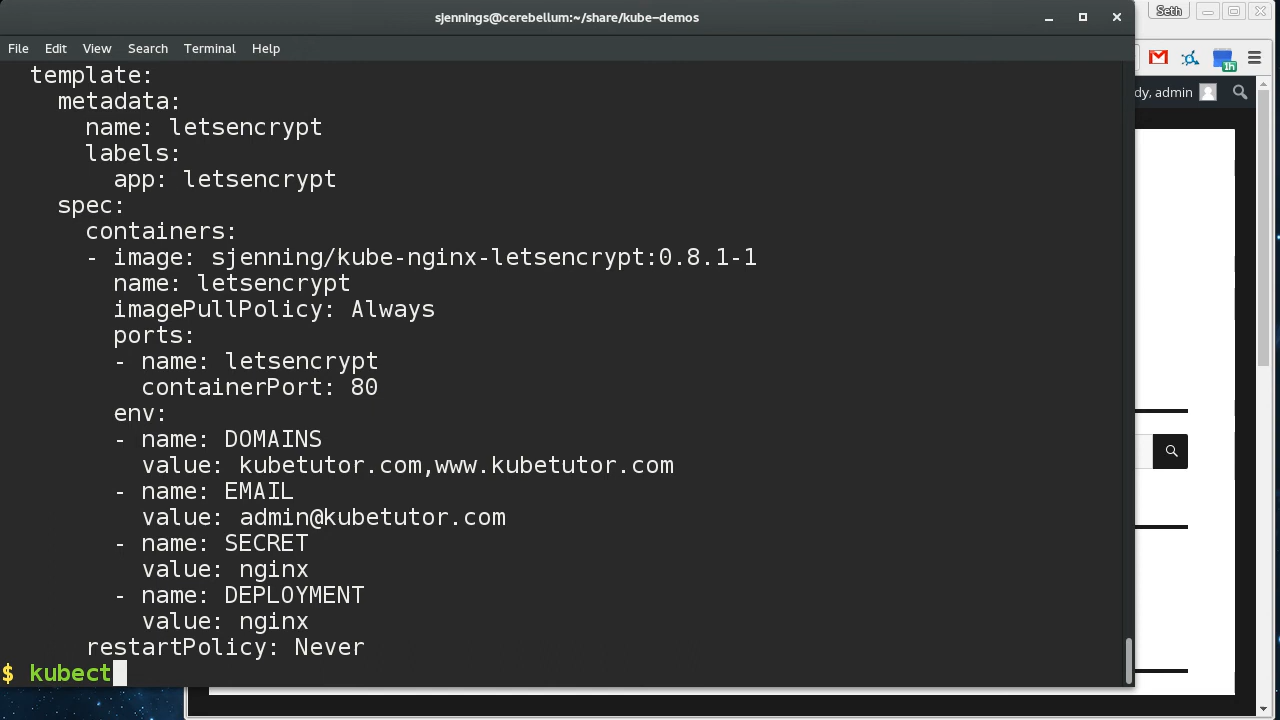 sjennings@cerebellum:~/share/kube-demos
Seth
File Edit View Search Terminal Help
1h
dy, admin
template:
metadata:
name: letsencrypt
labels:
app: letsencrypt
spec:
containers:
- image: sjenning/kube-nginx-letsencrypt:0.8.1-1
name: letsencrypt
imagePullPolicy: Always
ports:
- name: letsencrypt
containerPort: 80
env:
- name: DOMAINS
value: kubetutor.com,www.kubetutor.com
- name: EMAIL
value: admin@kubetutor.com
- name: SECRET
value: nginx
- name: DEPLOYMENT
value: nginx
restartPolicy: Never
$ kubect